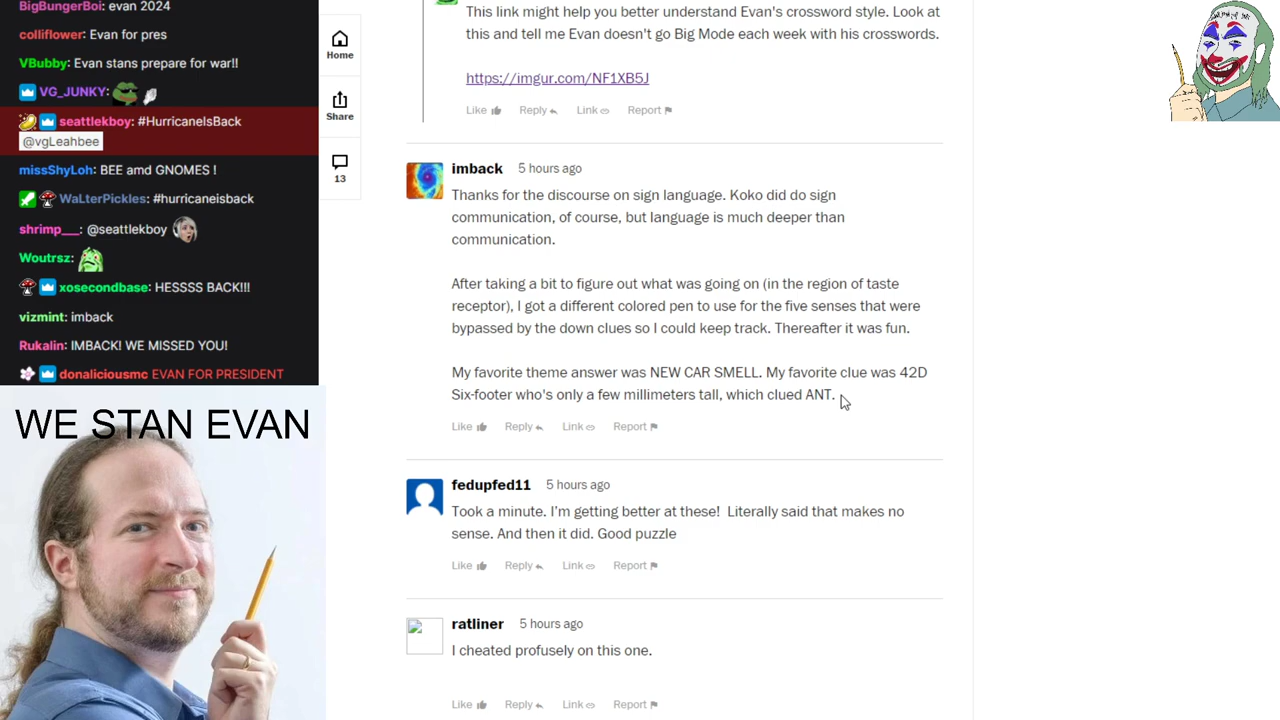 BigBungerBoi: evan 2024
colliflower: Evan for pres
VBubby: Evan stans prepare for war!!
VG_JUNKY:
seattlekboy: #HurricaneIsBack
@vgLeahbee
missShyLoh: BEE amd GNOMES !
WaLterPickles: #hurricaneisback
shrimp___: @seattlekboy
Woutrsz:
xosecondbase: HESSSS BACK!!!
vizmint: imback
Rukalin: IMBACK! WE MISSED YOU!
donaliciousmc EVAN FOR PRESIDENT
WE STAN EVAN
Home
Share
13
This link might help you better understand Evan's crossword style. Look at
this and tell me Evan doesn't go Big Mode each week with his crosswords.
https://imgur.com/NF1XB5J
Like Reply Link Report
imback 5 hours ago
Thanks for the discourse on sign language. Koko did do sign
communication, of course, but language is much deeper than
communication.
After taking a bit to figure out what was going on (in the region of taste
receptor), I got a different colored pen to use for the five senses that were
bypassed by the down clues so I could keep track. Thereafter it was fun.
My favorite theme answer was NEW CAR SMELL. My favorite clue was 42D
Six-footer who's only a few millimeters tall, which clued ANT.
Like Reply Link Report
fedupfed11 5 hours ago
Took a minute. I'm getting better at these!  Literally said that makes no
sense. And then it did. Good puzzle
Like Reply Link Report
ratliner 5 hours ago
I cheated profusely on this one.
Like Reply Link Report